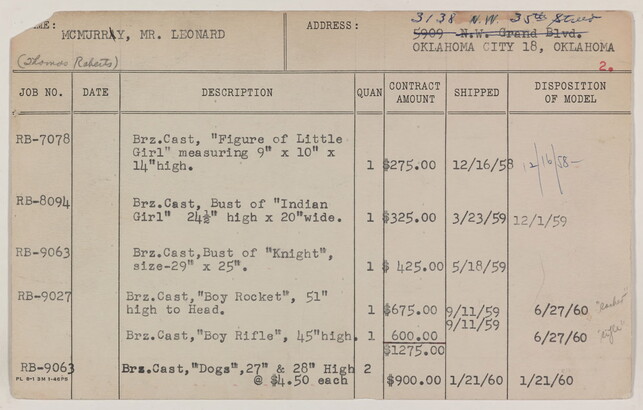 ME: MCMURRAY, MR. LEONARD
(Thomas Roberts)
ADDRESS: 3138 N.W. 35th Street
5909 N.W. Grand Blvd.
OKLAHOMA CITY 18, OKLAHOMA
2.
JOB NO. DATE DESCRIPTION QUAN CONTRACT AMOUNT SHIPPED DISPOSITION OF MODEL
RB-7078 Brz.Cast, "Figure of Little
Girl" measuring 9" x 10" x
14"high. 1 $275.00 12/16/58 12/16/58-
RB-8094 Brz.Cast, Bust of "Indian
Girl" 24½" high x 20"wide. 1 $325.00 3/23/59 12/1/59
RB-9063 Brz.Cast,Bust of "Knight",
size-29" x 25". 1 $ 425.00 5/18/59
RB-9027 Brz.Cast,"Boy Rocket", 51"
high to Head. 1 $675.00 9/11/59 6/27/60 "rocket"
9/11/59
Brz.Cast,"Boy Rifle", 45"high. 1 600.00 6/27/60 "rifle"
$1275.00
RB-9063 Brz.Cast,"Dogs",27" & 28" High 2
@ $4.50 each $900.00 1/21/60 1/21/60
PL 8-1 3M 1-46PS